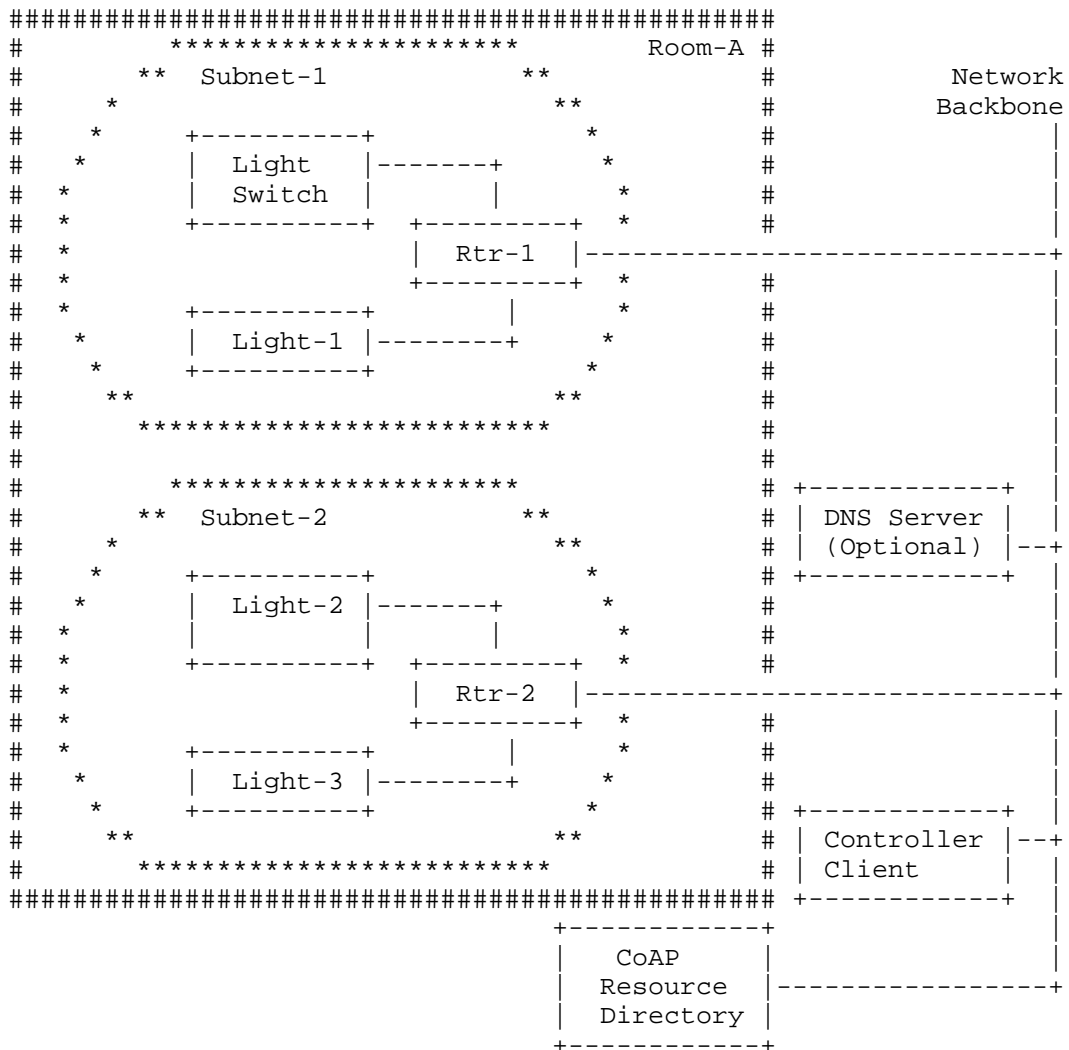 Room-A
Subnet-1 Network
Backbone
Light
Switch
Rtr-1
Light-1
Subnet-2 DNS Server
(Optional)
Light-2
Rtr-2
Light-3
Controller
Client
CoAP
Resource
Directory